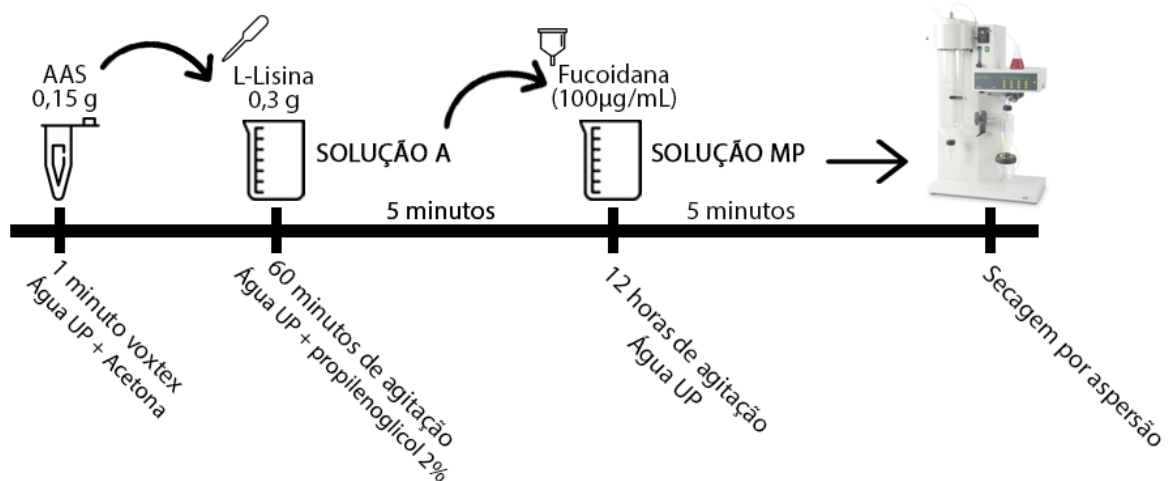 AAS
0,15 g
L-Lisina
0,3 g
SOLUÇÃO A
Fucoidana
(100µg/mL)
SOLUÇÃO MP
5 minutos
5 minutos
1 minuto voxtex
Água UP + Acetona
60 minutos de agitação
Água UP + propilenoglicol 2%
12 horas de agitação
Água UP
Secagem por aspersão